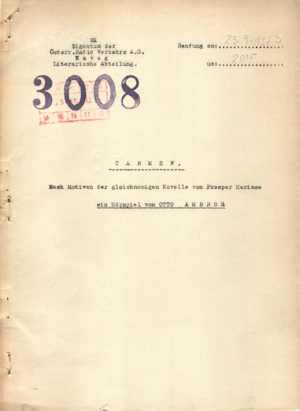 Eigentum der
Österr.Radio Verkehrs A.G.
R a v a g
Literarische Abteilung.
Sendung am:
um:
3008
C A R M E N .
Nach Motiven der gleichnamigen Novelle von Prosper Merimee
ein Hörspiel von OTTO A M B R O S